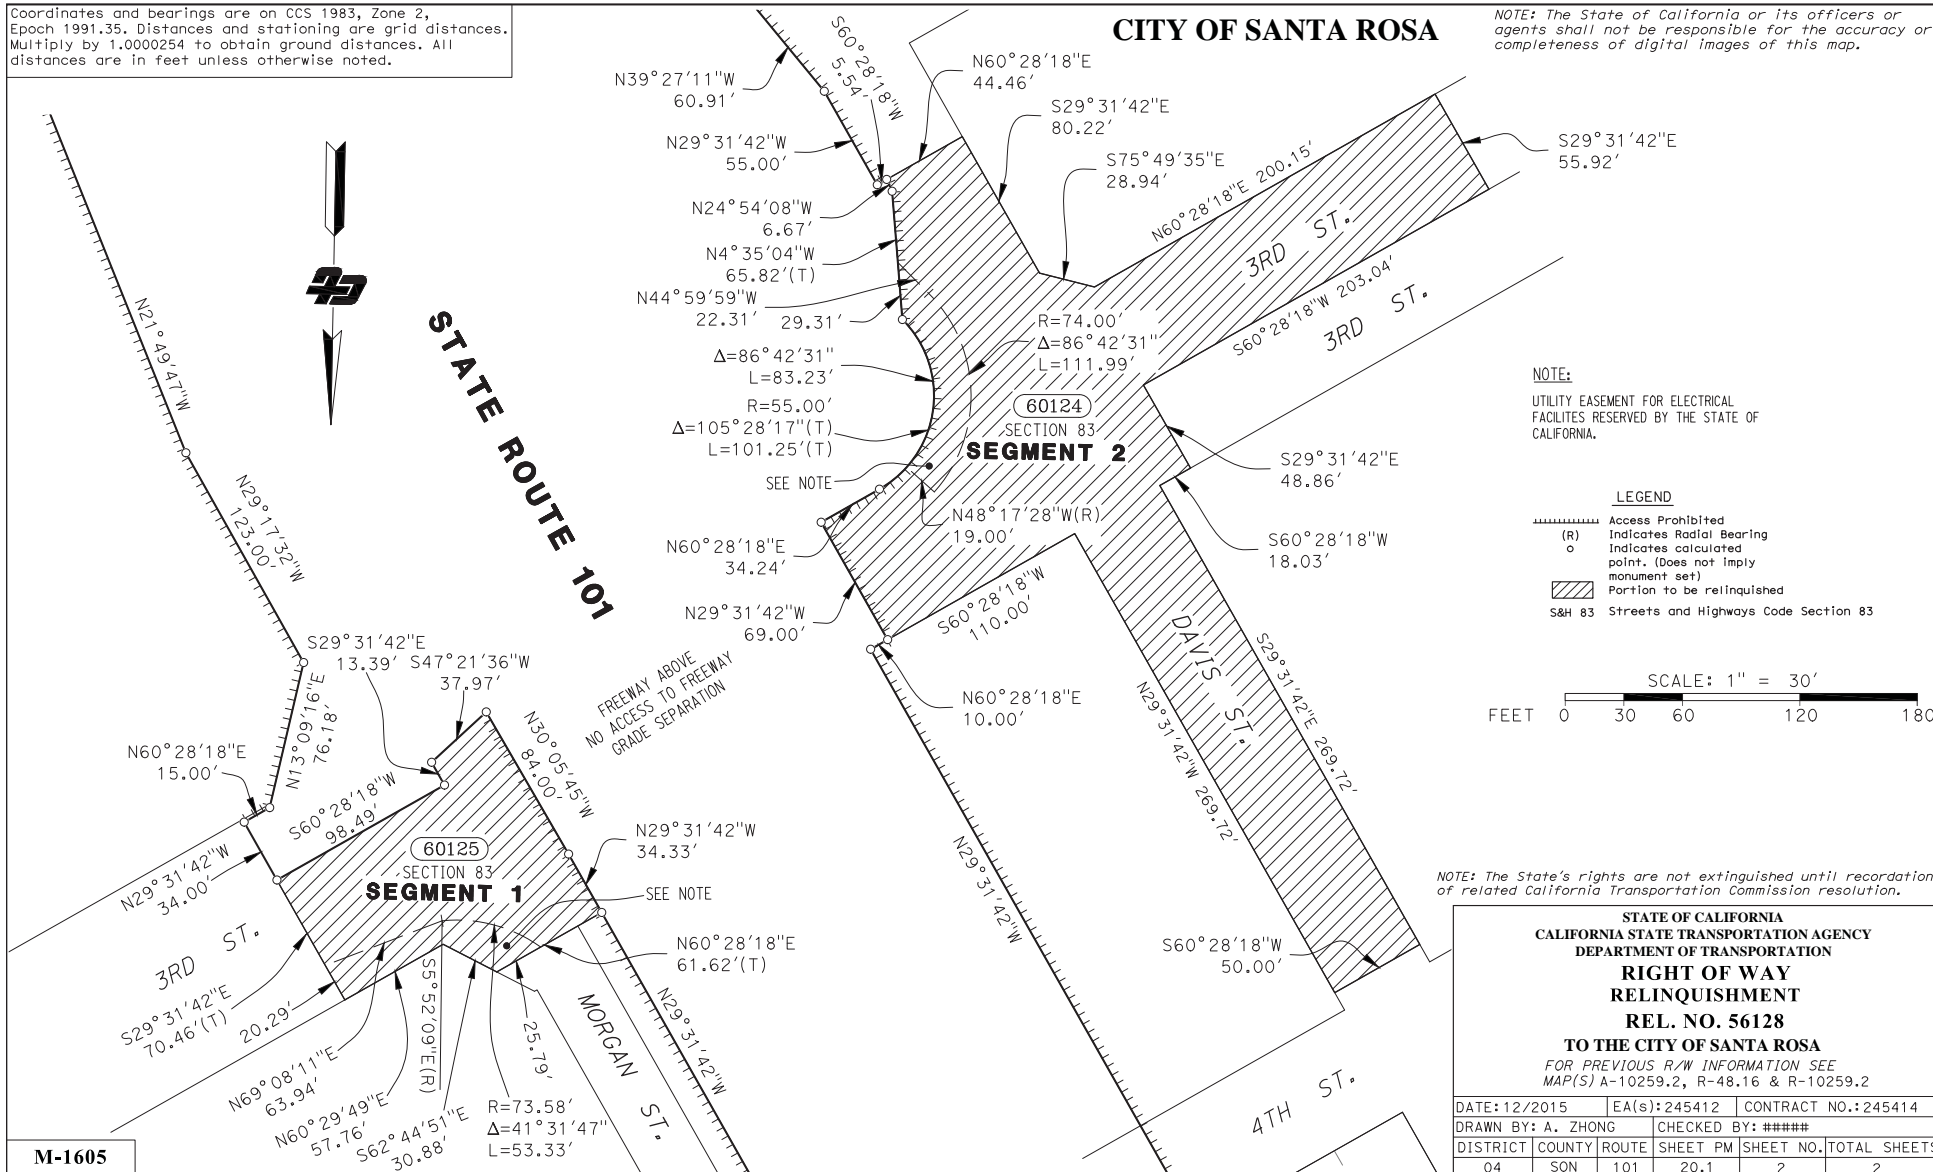 Coordinates and bearings are on CCS 1983, Zone 2,
Epoch 1991.35. Distances and stationing are grid distances.
Multiply by 1.0000254 to obtain ground distances. All
distances are in feet unless otherwise noted.
CITY OF SANTA ROSA
NOTE: The State of California or its officers or
agents shall not be responsible for the accuracy or
completeness of digital images of this map.
S60°28'18"W
5.54'
N39°27'11"W
60.91'
N60°28'18"E
44.46'
S29°31'42"E
80.22'
N29°31'42"W
55.00'
S75°49'35"E
28.94'
S29°31'42"E
55.92'
N60°28'18"E 200.15'
N24°54'08"W
6.67'
N4°35'04"W
65.82'(T)
N44°59'59"W
22.31'
29.31'
3RD ST.
S60°28'18"W 203.04'
3RD ST.
R=74.00'
Δ=86°42'31"
L=111.99'
Δ=86°42'31"
L=83.23'
R=55.00'
Δ=105°28'17"(T)
L=101.25'(T)
SEE NOTE
60124
SECTION 83
SEGMENT 2
N21°49'47"W
STATE ROUTE 101
N29°17'32"W
123.00'
NOTE:
UTILITY EASEMENT FOR ELECTRICAL
FACILITES RESERVED BY THE STATE OF
CALIFORNIA.
S29°31'42"E
48.86'
N48°17'28"W(R)
19.00'
S60°28'18"W
18.03'
N60°28'18"E
34.24'
N29°31'42"W
69.00'
S60°28'18"W
110.00'
LEGEND
Access Prohibited
(R) Indicates Radial Bearing
Indicates calculated
point. (Does not imply
monument set)
Portion to be relinquished
S&H 83 Streets and Highways Code Section 83
SCALE: 1" = 30'
FEET 0 30 60 120 180
DAVIS ST.
S29°31'42"E 269.72'
N29°31'42"W 269.72'
FREEWAY ABOVE
NO ACCESS TO FREEWAY
GRADE SEPARATION
N60°28'18"E
10.00'
S29°31'42"E
13.39'
S47°21'36"W
37.97'
N13°09'16"E
76.18'
N60°28'18"E
15.00'
S60°28'18"W
98.49'
N30°05'45"W
84.00'
N29°31'42"W
34.33'
60125
SECTION 83
SEGMENT 1
SEE NOTE
N29°31'42"W
34.00'
3RD ST.
N60°28'18"E
61.62'(T)
N29°31'42"W
S60°28'18"W
50.00'
S29°31'42"E
70.46'(T)
20.29'
N69°08'11"E
63.94'
N60°29'49"E
57.76'
S5°52'09"E(R)
S62°44'51"E
30.88'
R=73.58'
Δ=41°31'47"
L=53.33'
25.79'
MORGAN ST.
N29°31'42"W
4TH ST.
NOTE: The State's rights are not extinguished until recordation
of related California Transportation Commission resolution.
STATE OF CALIFORNIA
CALIFORNIA STATE TRANSPORTATION AGENCY
DEPARTMENT OF TRANSPORTATION
RIGHT OF WAY
RELINQUISHMENT
REL. NO. 56128
TO THE CITY OF SANTA ROSA
FOR PREVIOUS R/W INFORMATION SEE
MAP(S) A-10259.2, R-48.16 & R-10259.2
DATE: 12/2015 EA(s): 245412 CONTRACT NO.: 245414
DRAWN BY: A. ZHONG CHECKED BY: #####
DISTRICT COUNTY ROUTE SHEET PM SHEET NO. TOTAL SHEETS
04 SON 101 20.1 2 2
M-1605